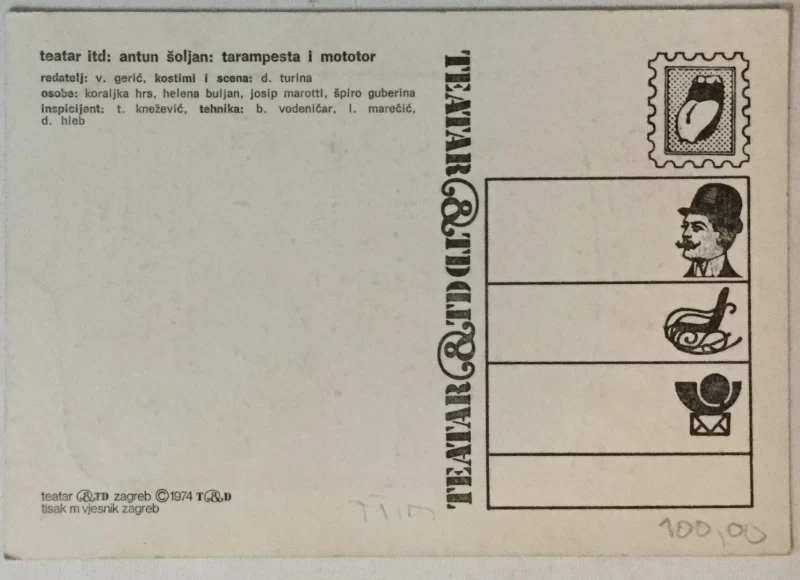 teatar itd: antun šoljan: tarampesta i mototor
redatelj: v. gerić, kostimi i scena: d. turina
osobe: koraljka hrs, helena buljan, josip marotti, špiro guberina
inspicijent: t. knežević, tehnika: b. vodeničar, l. marečić,
d. hleb
TEATAR &TD
TEATAR &TD
teatar &TD zagreb ©1974 T&D
tisak m vjesnik zagreb
100,00